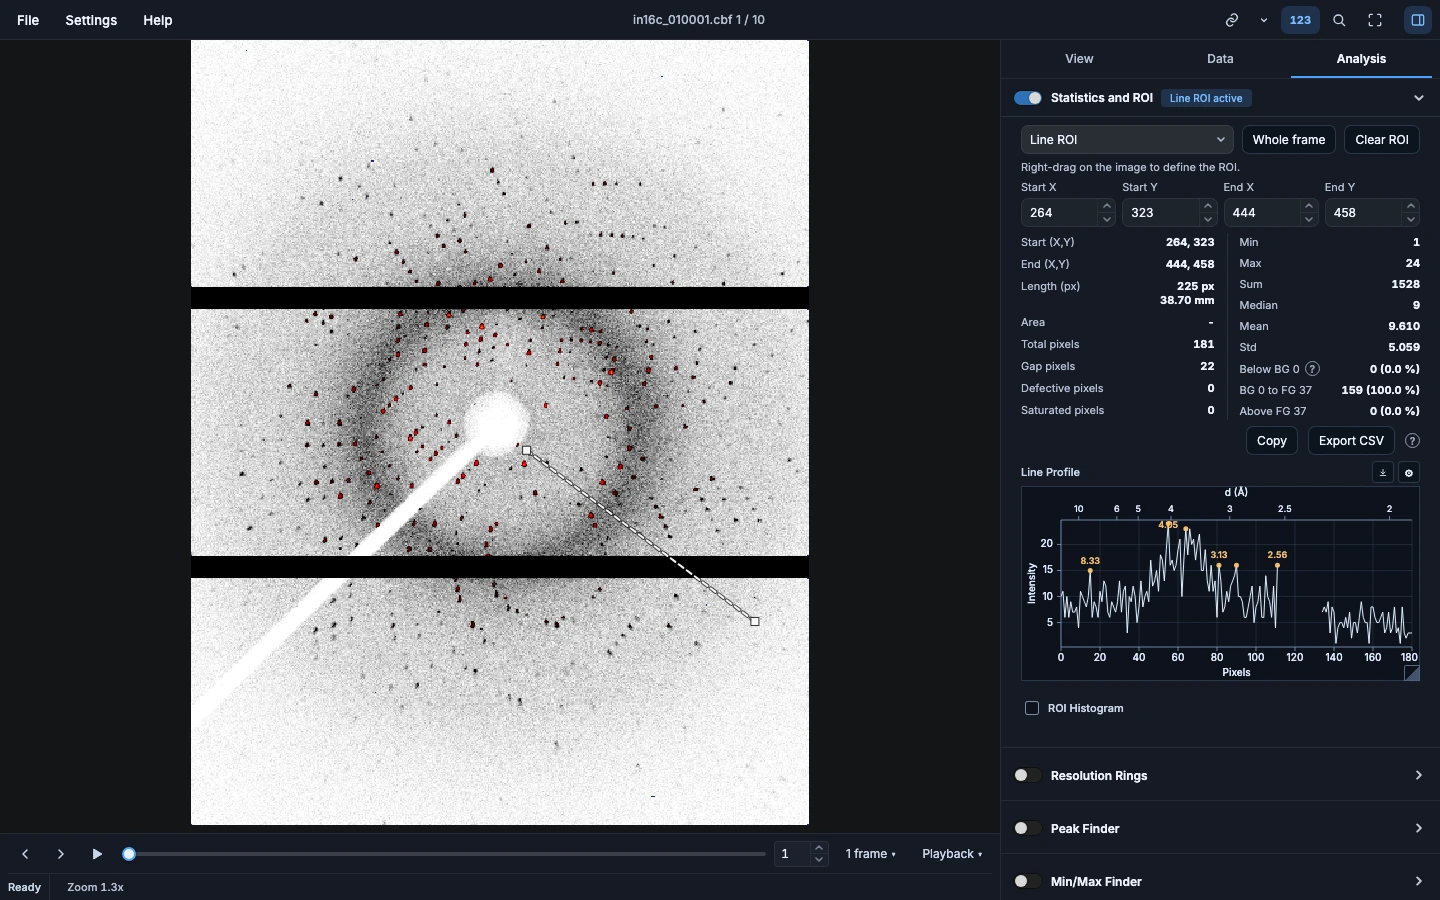 File Settings Help in16c_010001.cbf 1 / 10 123
View Data Analysis
Statistics and ROI Line ROI active
Line ROI Whole frame Clear ROI
Right-drag on the image to define the ROI.
Start X Start Y End X End Y
264 323 444 458
Start (X,Y) 264, 323 Min 1
End (X,Y) 444, 458 Max 24
Length (px) 225 px Sum 1528
38.70 mm
Median 9
Area - Mean 9.610
Total pixels 181 Std 5.059
Gap pixels 22 Below BG 0 ? 0 (0.0 %)
Defective pixels 0 BG 0 to FG 37 159 (100.0 %)
Saturated pixels 0 Above FG 37 0 (0.0 %)
Copy Export CSV ?
Line Profile
d (Å)
10 6 5 4 3 2.5 2
4.05
8.33 3.13 2.56
20
15
10
5
Intensity
0 20 40 60 80 100 120 140 160 180
Pixels
ROI Histogram
Resolution Rings
Peak Finder
Min/Max Finder
1 1 frame Playback
Ready Zoom 1.3x